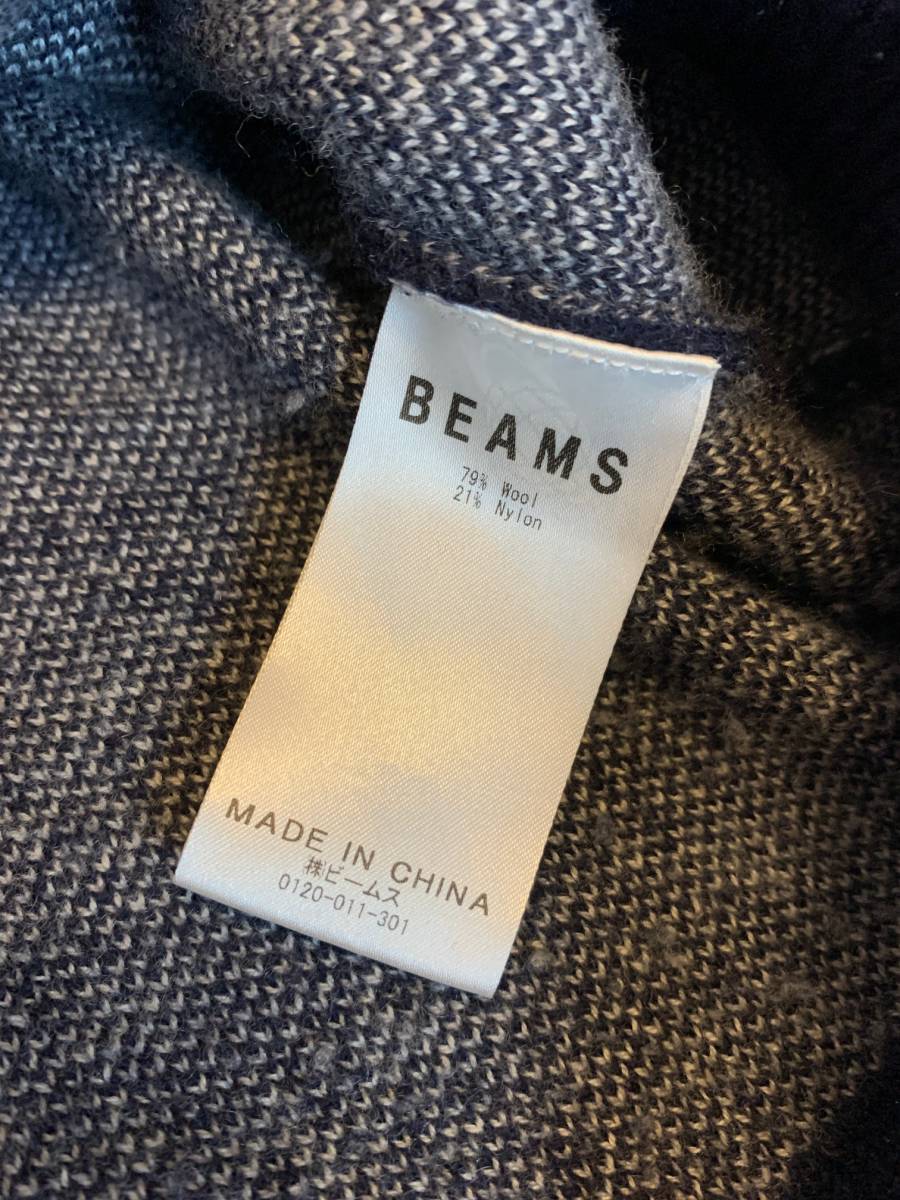 BEAMS
79% Wool
21% Nylon
MADE IN CHINA
㈱ビームス
0120-011-301